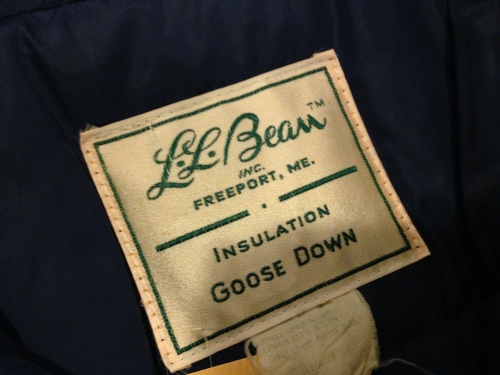 L.L. Bean™
INC.
FREEPORT, ME.
INSULATION
GOOSE DOWN